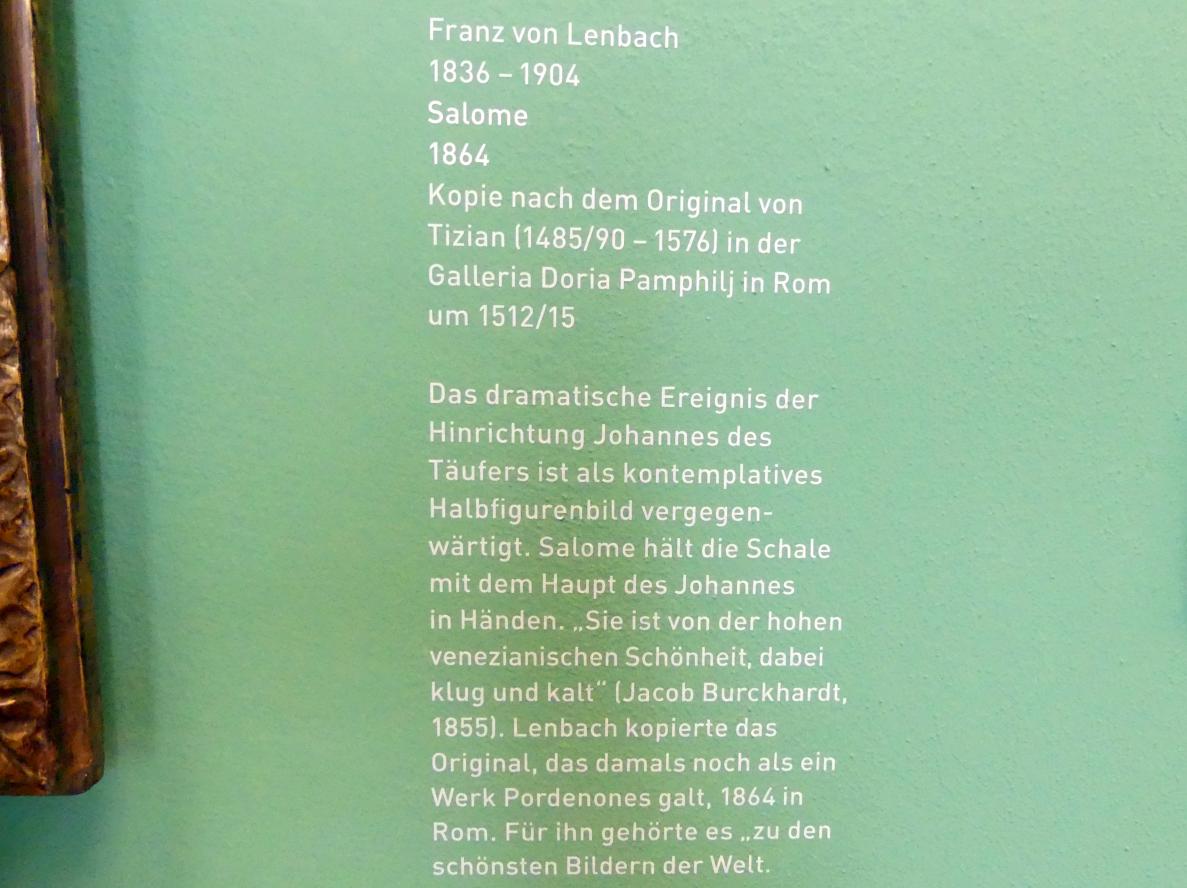 Franz von Lenbach
1836 – 1904
Salome
1864
Kopie nach dem Original von
Tizian (1485/90 – 1576) in der
Galleria Doria Pamphilj in Rom
um 1512/15
Das dramatische Ereignis der
Hinrichtung Johannes des
Täufers ist als kontemplatives
Halbfigurenbild vergegen-
wärtigt. Salome hält die Schale
mit dem Haupt des Johannes
in Händen. „Sie ist von der hohen
venezianischen Schönheit, dabei
klug und kalt“ (Jacob Burckhardt,
1855). Lenbach kopierte das
Original, das damals noch als ein
Werk Pordenones galt, 1864 in
Rom. Für ihn gehörte es „zu den
schönsten Bildern der Welt.